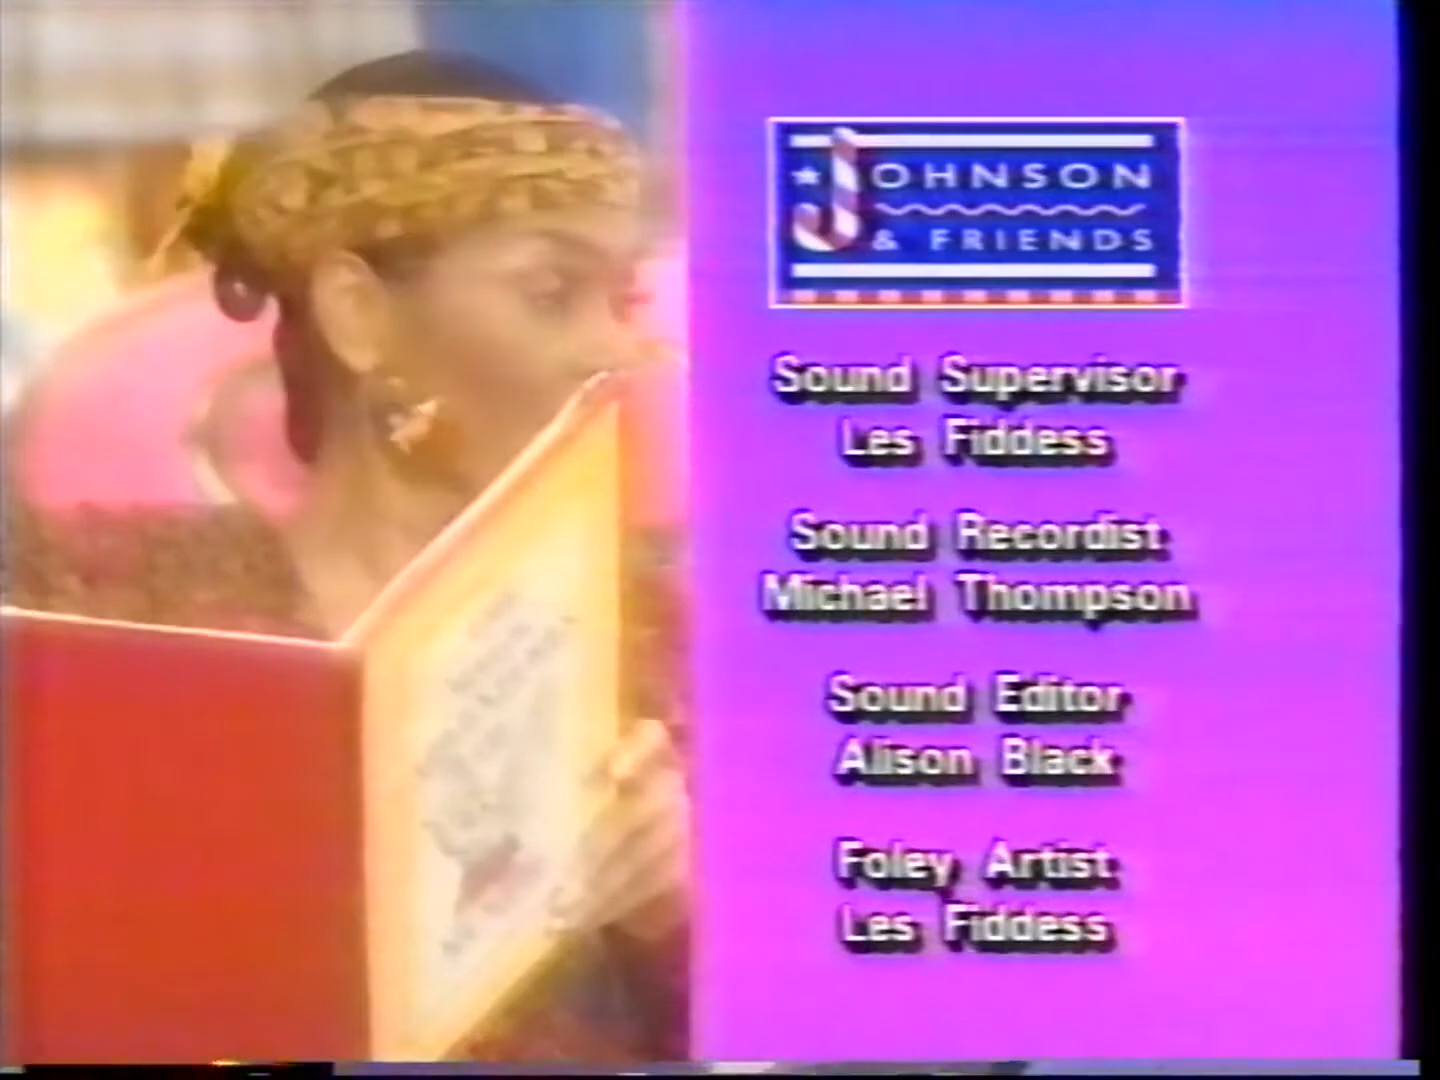 JOHNSON
& FRIENDS
Sound Supervisor
Les Fiddess
Sound Recordist
Michael Thompson
Sound Editor
Alison Black
Foley Artist
Les Fiddess